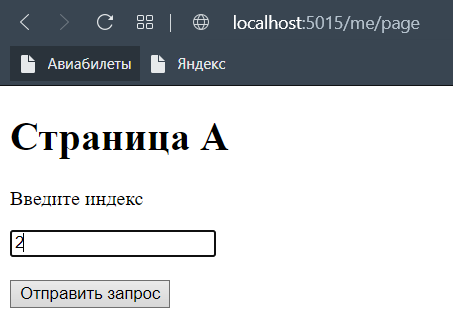 localhost:5015/me/page
Авиабилеты Яндекс
Страница A
Введите индекс
2
Отправить запрос